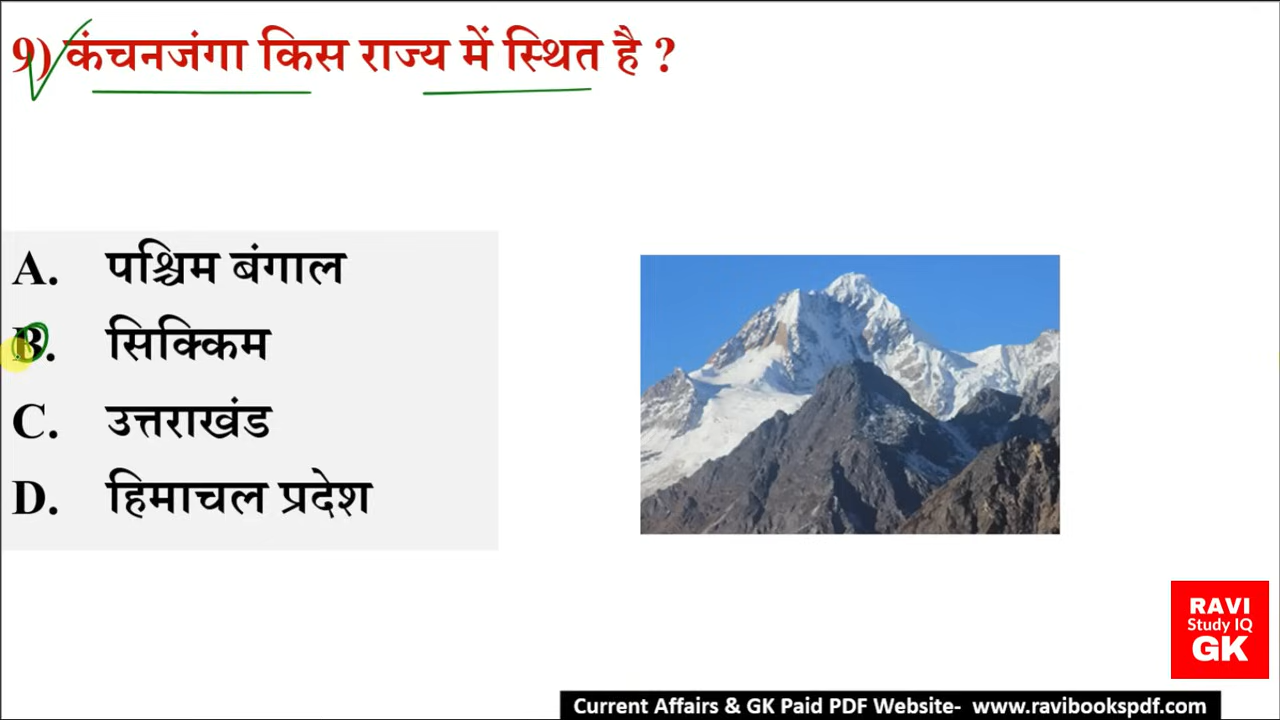 9) कंचनजंगा किस राज्य में स्थित है ?
A. पश्चिम बंगाल
B. सिक्किम
C. उत्तराखंड
D. हिमाचल प्रदेश
RAVI
Study IQ
GK
Current Affairs & GK Paid PDF Website- www.ravibookspdf.com